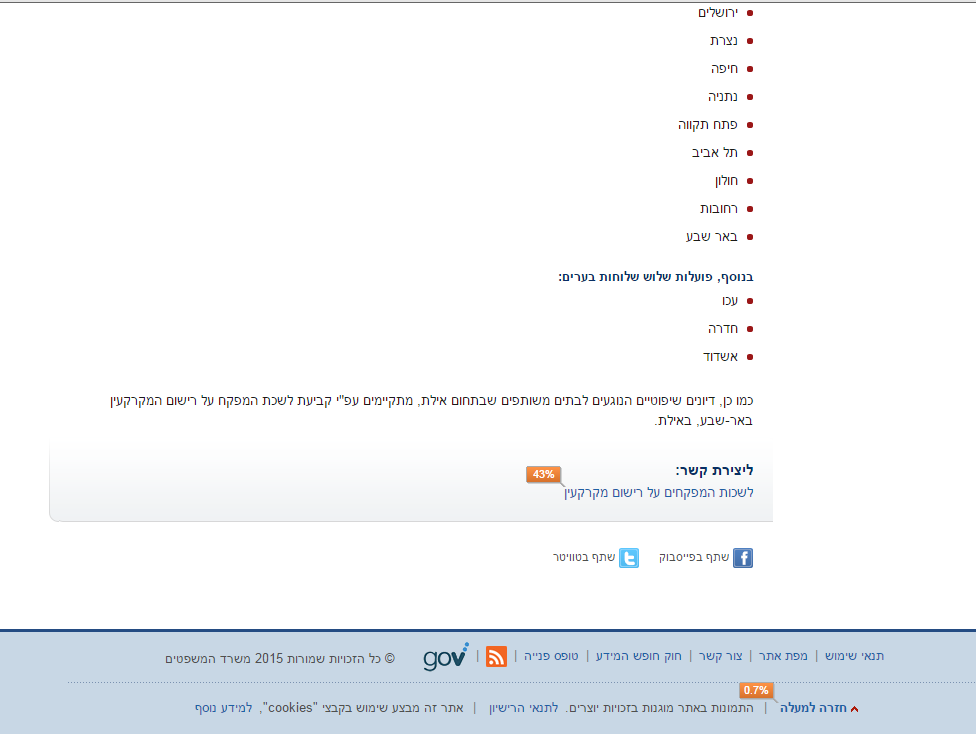 ירושלים
נצרת
חיפה
נתניה
פתח תקווה
תל אביב
חולון
רחובות
באר שבע
בנוסף, פועלות שלוש שלוחות בערים:
עכו
חדרה
אשדוד
כמו כן, דיונים שיפוטיים הנוגעים לבתים משותפים שבתחום אילת, מתקיימים עפ"י קביעת לשכת המפקח על רישום המקרקעין
באר-שבע, באילת.
ליצירת קשר:
43%
לשכות המפקחים על רישום מקרקעין
שתף בפייסבוק שתף בטוויטר
תנאי שימוש | מפת אתר | צור קשר | חוק חופש המידע | טופס פנייה | | gov © כל הזכויות שמורות 2015 משרד המשפטים
0.7%
חזרה למעלה | התמונות באתר מוגנות בזכויות יוצרים. לתנאי הרישיון | אתר זה מבצע שימוש בקבצי "cookies", למידע נוסף